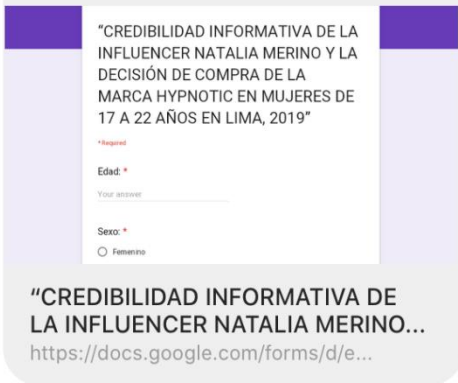 “CREDIBILIDAD INFORMATIVA DE LA
INFLUENCER NATALIA MERINO Y LA
DECISIÓN DE COMPRA DE LA
MARCA HYPNOTIC EN MUJERES DE
17 A 22 AÑOS EN LIMA, 2019”
* Required
Edad: *
Your answer
Sexo: *
Femenino
“CREDIBILIDAD INFORMATIVA DE
LA INFLUENCER NATALIA MERINO...
https://docs.google.com/forms/d/e...